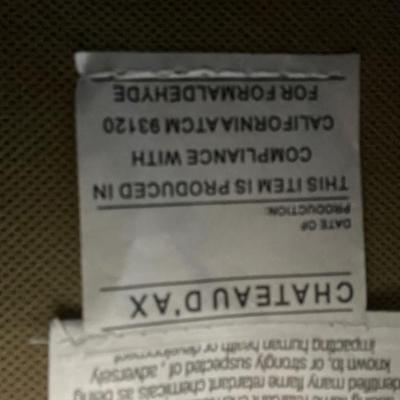 CHATEAU D'AX
DATE OF
PRODUCTION:
THIS ITEM IS PRODUCED IN
COMPLIANCE WITH
CALIFORNIA ATCM 93120
FOR FORMALDEHYDE
identified many flame retardant chemicals as being
known to, or strongly suspected of, adversely
impacting human health or development